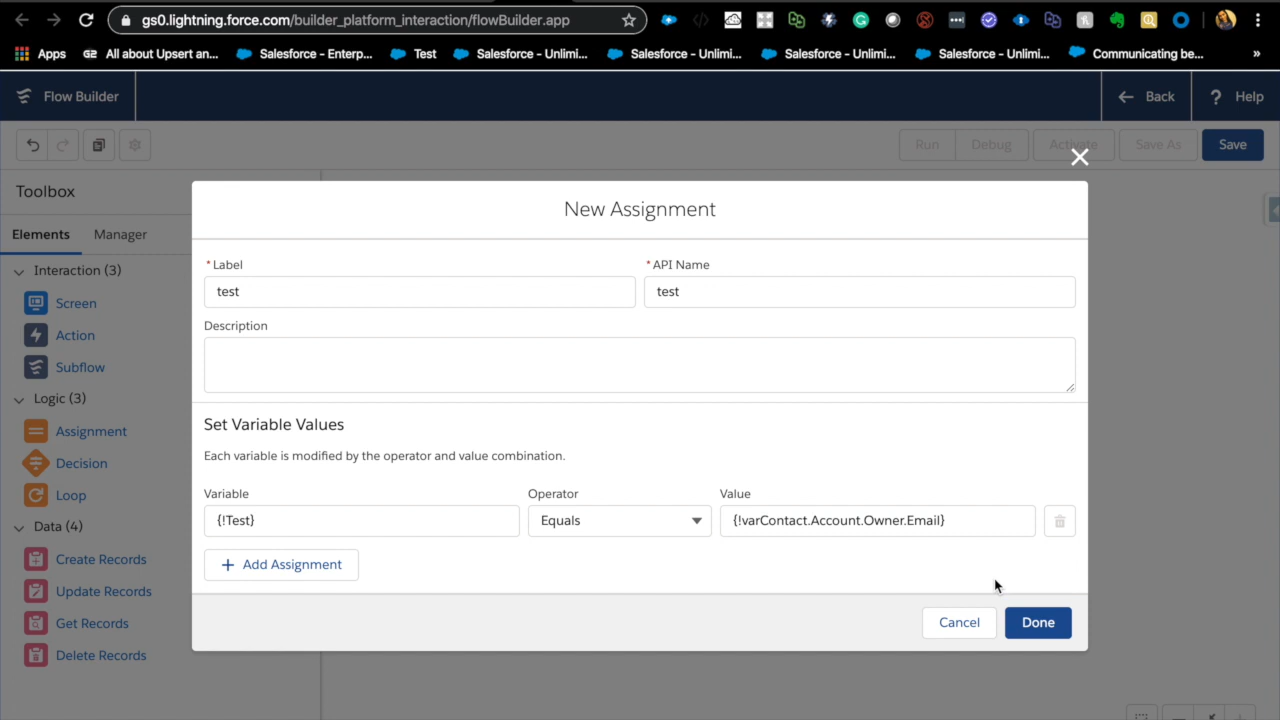 gs0.lightning.force.com/builder_platform_interaction/flowBuilder.app
Apps G2 All about Upsert an... Salesforce – Enterp... Test Salesforce – Unlimi... Salesforce – Unlimi... Salesforce – Unlimi... Salesforce – Unlimi... Communicating be... »
Flow Builder Back ? Help
Run Debug Activate Save As Save
Toolbox
New Assignment
Elements Manager
Interaction (3)
* Label * API Name
test test
Screen
Description
Action
Subflow
Logic (3)
Set Variable Values
Assignment
Each variable is modified by the operator and value combination.
Decision
Loop
Variable Operator Value
{!Test} Equals {!varContact.Account.Owner.Email}
Data (4)
Create Records
+ Add Assignment
Update Records
Get Records
Cancel Done
Delete Records